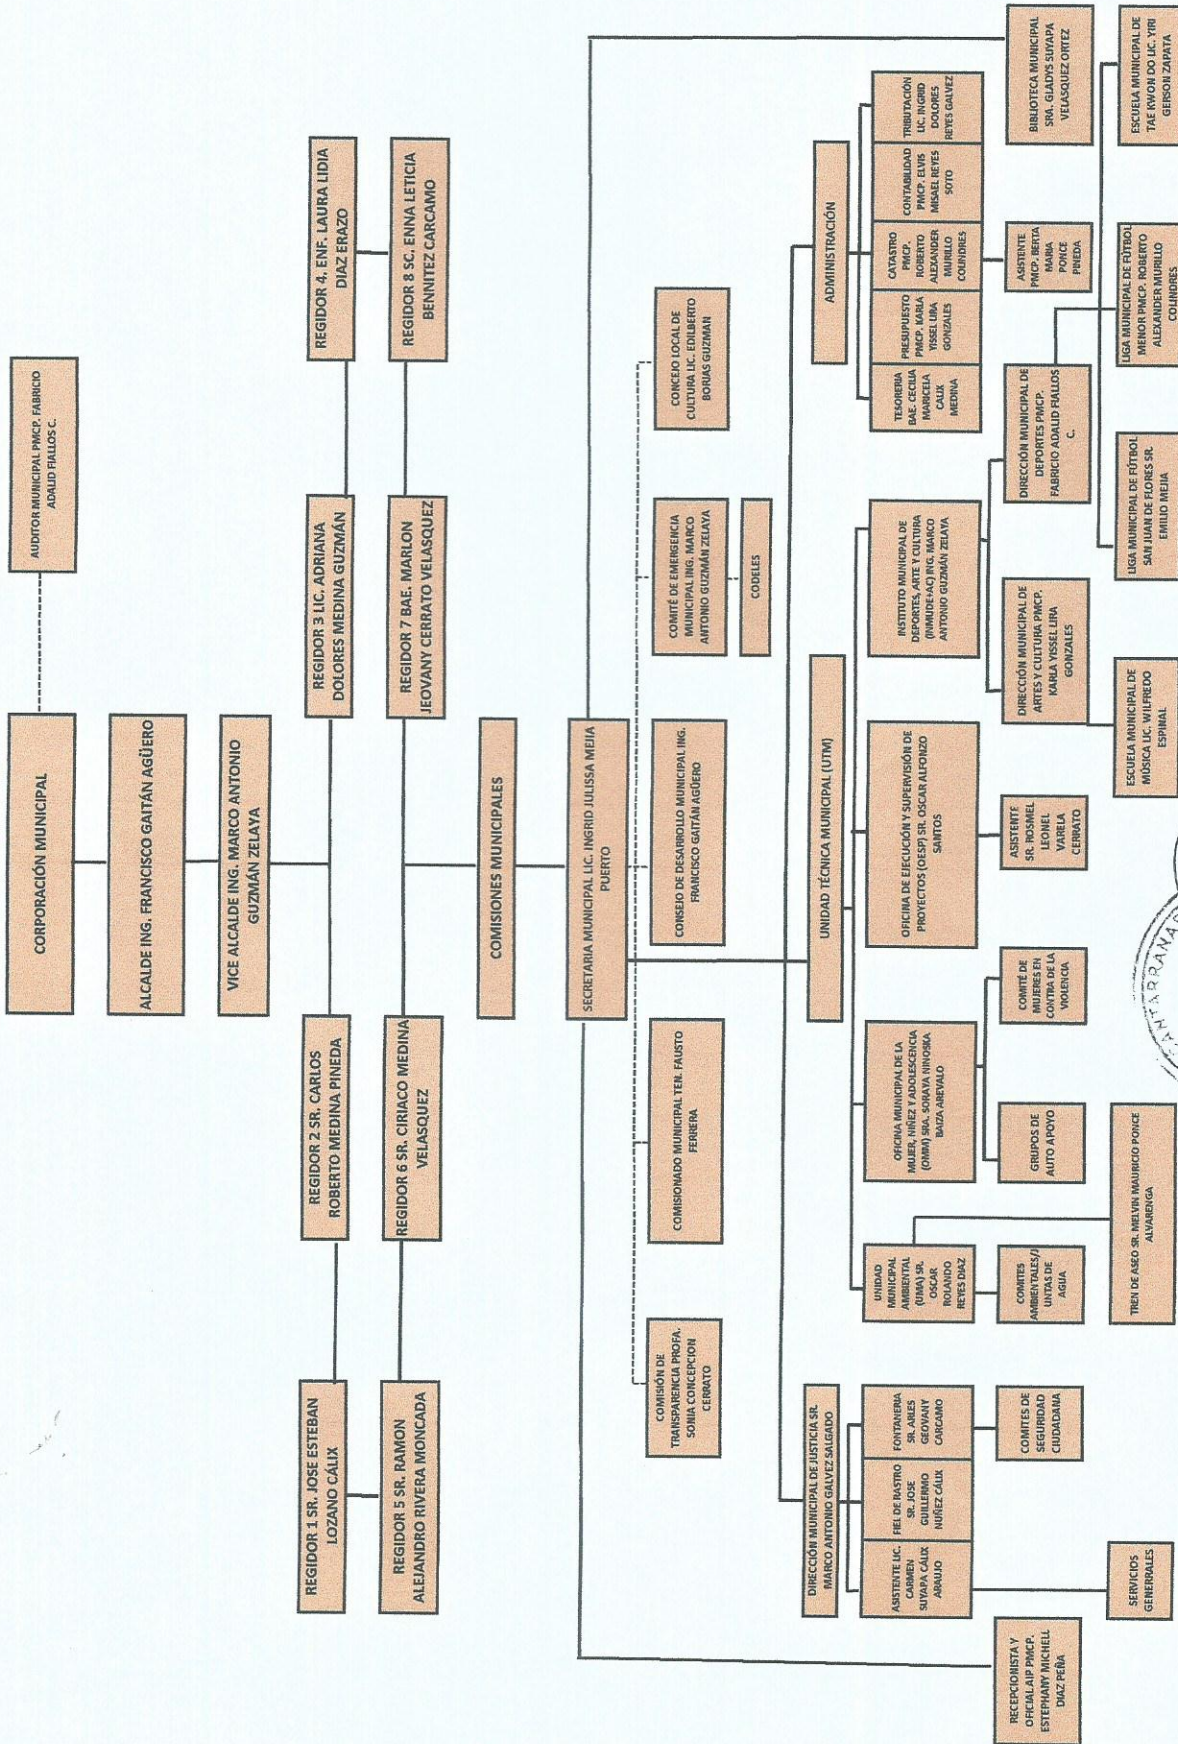 CORPORACIÓN MUNICIPAL
AUDITOR MUNICIPAL PMCP. FABRICIO
ADALID FIALLOS C.
ALCALDE ING. FRANCISCO GAITÁN AGÜERO
VICE ALCALDE ING. MARCO ANTONIO
GUZMÁN ZELAYA
REGIDOR 1 SR. JOSE ESTEBAN
LOZANO CÁLIX
REGIDOR 2 SR. CARLOS
ROBERTO MEDINA PINEDA
REGIDOR 3 LIC. ADRIANA
DOLORES MEDINA GUZMÁN
REGIDOR 4. ENF. LAURA LIDIA
DIAZ ERAZO
REGIDOR 5 SR. RAMON
ALEJANDRO RIVERA MONCADA
REGIDOR 6 SR. CIRIACO MEDINA
VELASQUEZ
REGIDOR 7 BAE. MARLON
JEOVANY CERRATO VELASQUEZ
REGIDOR 8 SC. ENNA LETICIA
BENNITEZ CARCAMO
COMISIONES MUNICIPALES
SECRETARIA MUNICIPAL LIC. INGRID JULISSA MEJIA
PUERTO
COMISIÓN DE
TRANSPARENCIA PROFA.
SONIA CONCEPCION
CERRATO
COMISIONADO MUNICIPAL TEN. FAUSTO
FERRERA
CONSEJO DE DESARROLLO MUNICIPAL ING.
FRANCISCO GAITÁN AGÜERO
COMITÉ DE EMERGENCIA
MUNICIPAL ING. MARCO
ANTONIO GUZMÁN ZELAYA
CONCEJO LOCAL DE
CULTURA LIC. EDILBERTO
BORJAS GUZMAN
CODELES
DIRECCIÓN MUNICIPAL DE JUSTICIA SR.
MARCO ANTONIO GALVEZ SALGADO
UNIDAD TÉCNICA MUNICIPAL (UTM)
ADMINISTRACIÓN
ASISTENTE LIC.
CARMEN
SUYAPA CÁLIX
ARAUJO
FIEL DE RASTRO
SR. JOSE
GUILLERMO
NUÑEZ CÁLIX
FONTANERIA
SR. ARLES
GEOVANY
CARCAMO
UNIDAD
MUNICIPAL
AMBIENTAL
(UMA) SR.
OSCAR
ROLANDO
REYES DIAZ
OFICINA MUNICIPAL DE LA
MUJER, NIÑEZ Y ADOLESCENCIA
(OMM) SRA. SORAYA NINOSKA
BAIZA AREVALO
OFICINA DE EJECUCIÓN Y SUPERVISIÓN DE
PROYECTOS (OESP) SR. OSCAR ALFONZO
SANTOS
INSTITUTO MUNICIPAL DE
DEPORTES, ARTE Y CULTURA
(INMUDE+AC) ING. MARCO
ANTONIO GUZMÁN ZELAYA
TESORERIA
BAE. CECILIA
MARICELA
CALIX
MEDINA
PRESUPUESTO
PMCP. KARLA
YISSEL LIRA
GONZALES
CATASTRO
PMCP.
ROBERTO
ALEXANDER
MURILLO
COLINDRES
CONTABILIDAD
PMCP. ELVIS
MISAEL REYES
SOTO
TRIBUTACIÓN
LIC. INGRID
DOLORES
REYES GALVEZ
RECEPCIONISTA Y
OFICIAL AIP PMCP.
ESTEPHANY MICHELL
DIAZ PEÑA
COMITES DE
SEGURIDAD
CIUDADANA
COMITES
AMBIENTALES/J
UNTAS DE
AGUA
GRUPOS DE
AUTO APOYO
COMITÉ DE
MUJERES EN
CONTRA DE LA
VIOLENCIA
ASISTENTE
SR. ROSMEL
LEONEL
VARELA
CERRATO
DIRECCIÓN MUNICIPAL DE
ARTES Y CULTURA PMCP.
KARLA YISSEL LIRA
GONZALES
DIRECCIÓN MUNICIPAL DE
DEPORTES PMCP.
FABRICIO ADALID FIALLOS
C.
ASISTENTE
PMCP. BERTA
MARIA
PONCE
PINEDA
BIBLIOTECA MUNICIPAL
SRA. GLADYS SUYAPA
VELASQUEZ ORTEZ
SERVICIOS
GENERRALES
TREN DE ASEO SR. MELVIN MAURICIO PONCE
ALVARENGA
ESCUELA MUNICIPAL DE
MÚSICA LIC. WILFREDO
ESPINAL
LIGA MUNICIPAL DE FÚTBOL
SAN JUAN DE FLORES SR.
EMILIO MEJIA
LIGA MUNICIPAL DE FÚTBOL
MENOR PMCP. ROBERTO
ALEXANDER MURILLO
COLINDRES
ESCUELA MUNICIPAL DE
TAE KWON DO LIC. YIRI
GERSON ZAPATA